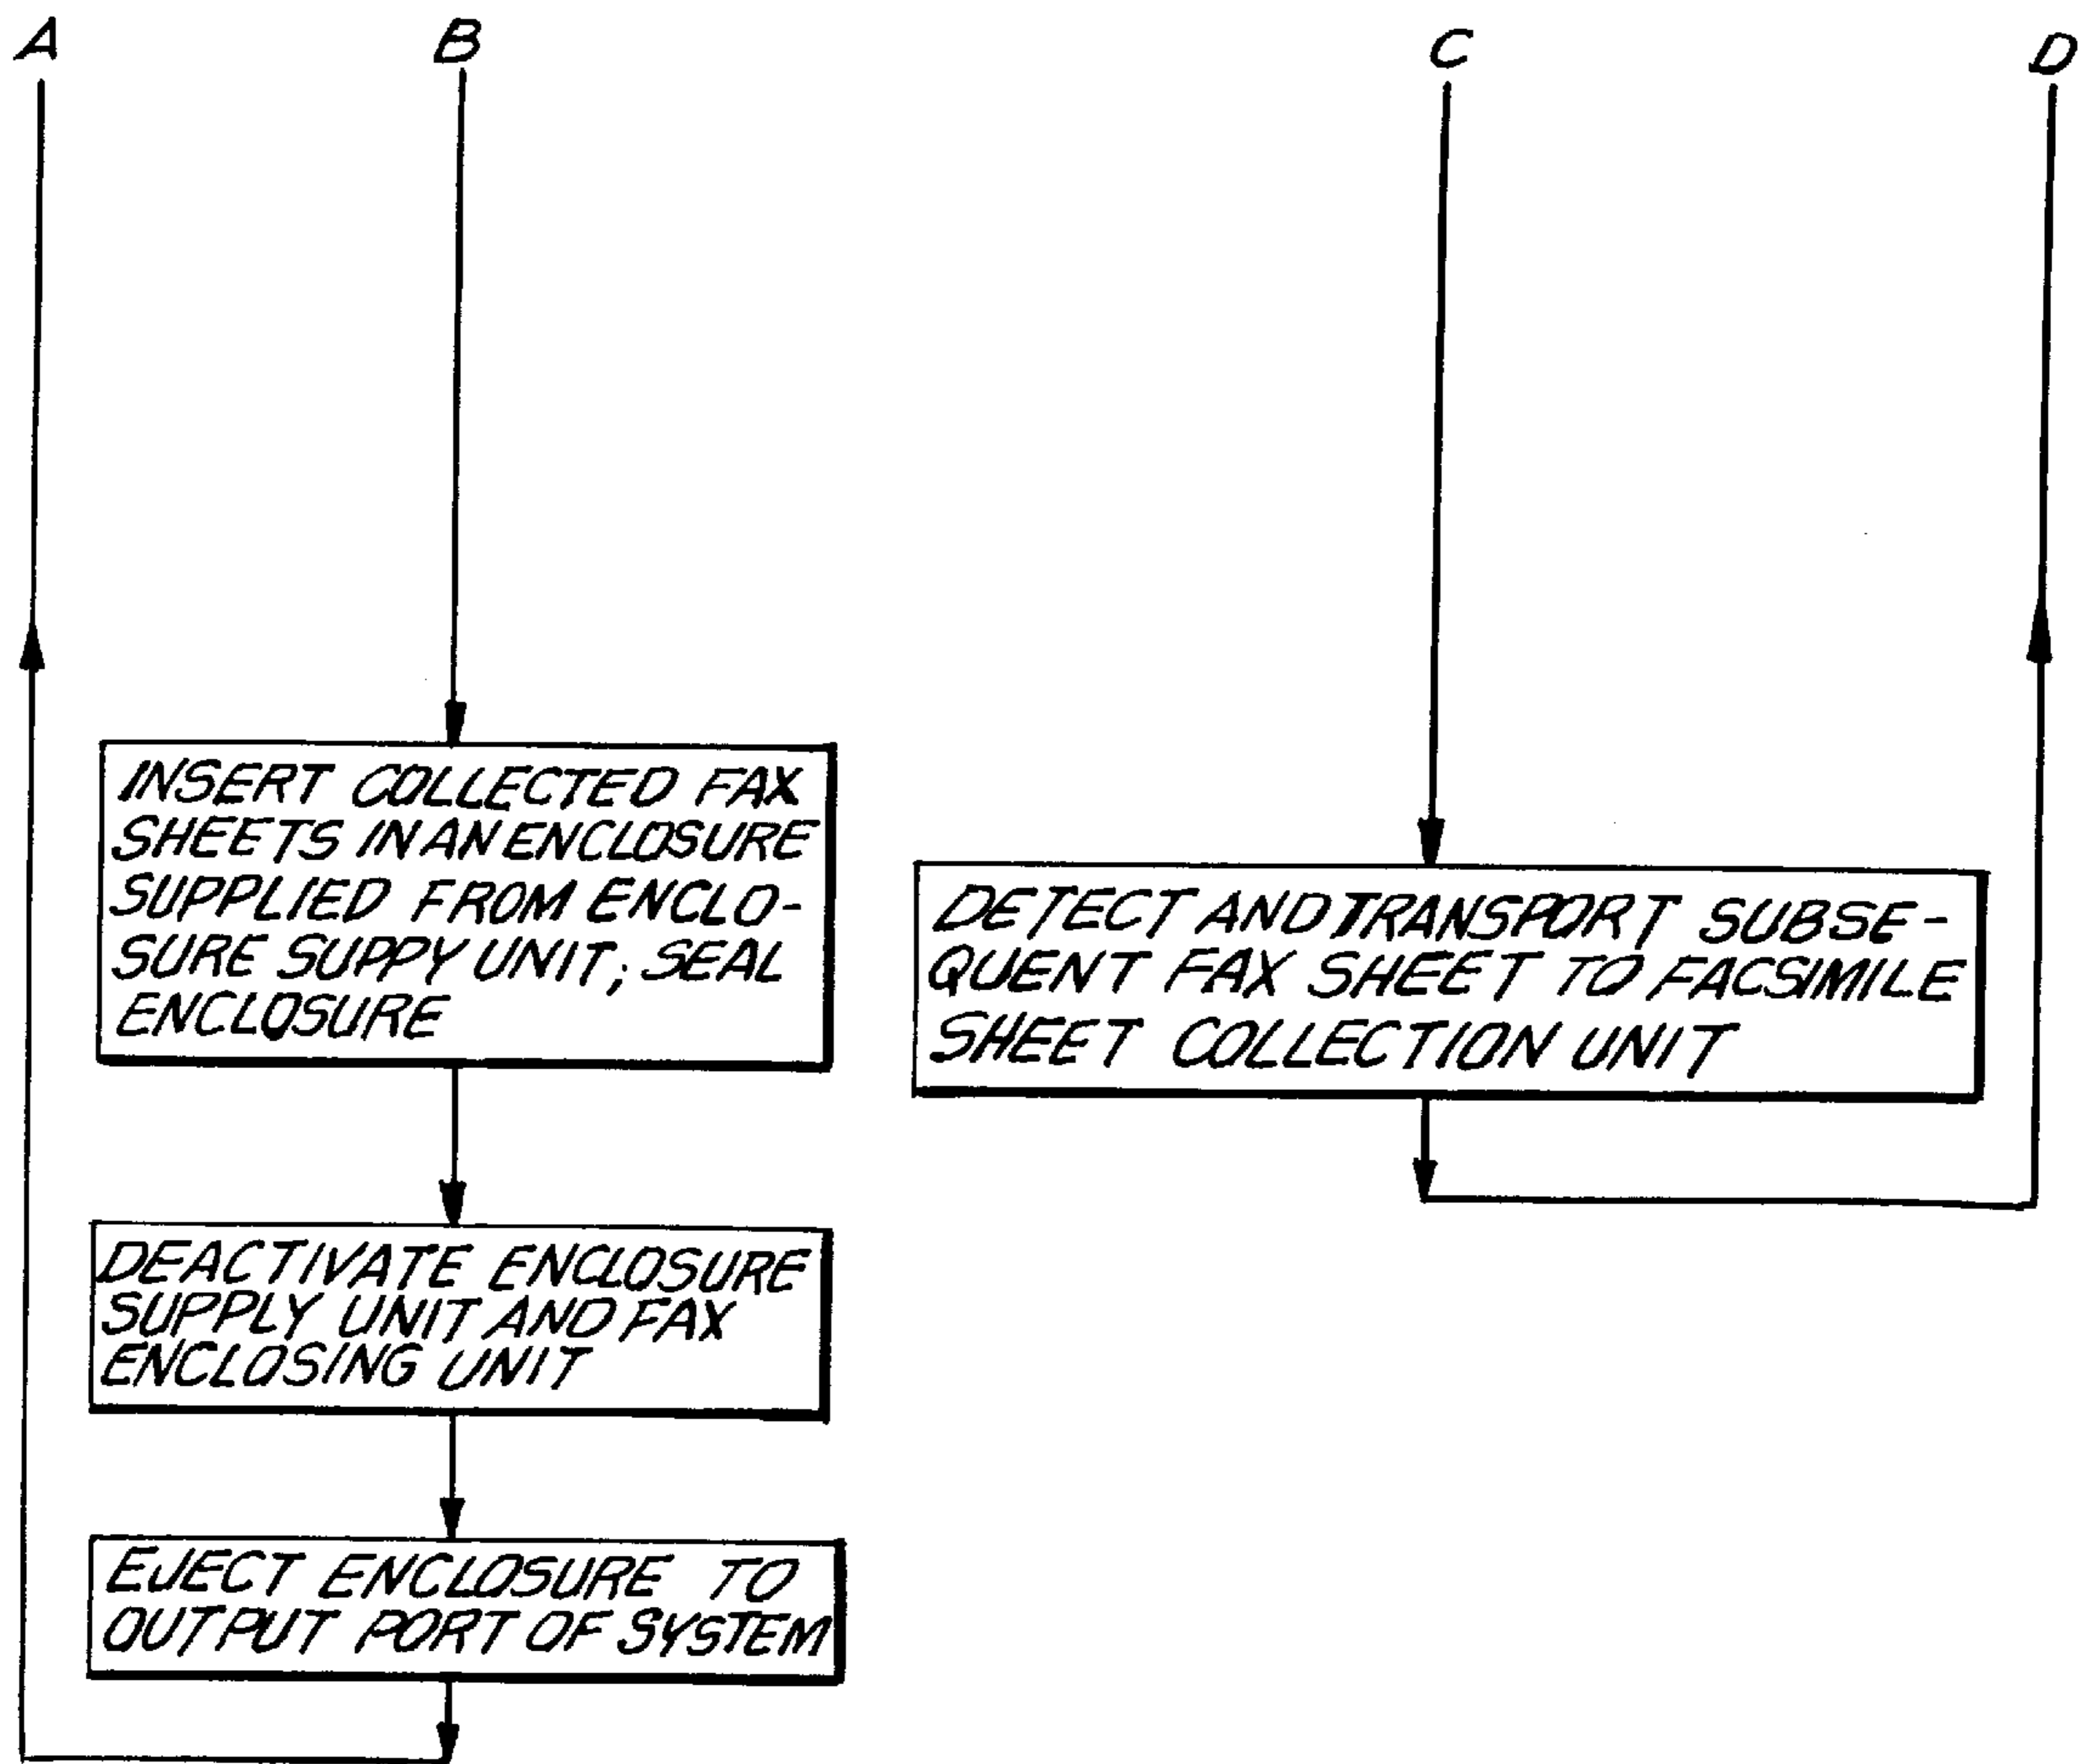 A
B
C
D
INSERT COLLECTED FAX
SHEETS IN AN ENCLOSURE
SUPPLIED FROM ENCLO-
SURE SUPPY UNIT; SEAL
ENCLOSURE
DETECT AND TRANSPORT SUBSE-
QUENT FAX SHEET TO FACSIMILE
SHEET COLLECTION UNIT
DEACTIVATE ENCLOSURE
SUPPLY UNIT AND FAX
ENCLOSING UNIT
EJECT ENCLOSURE TO
OUTPUT PORT OF SYSTEM